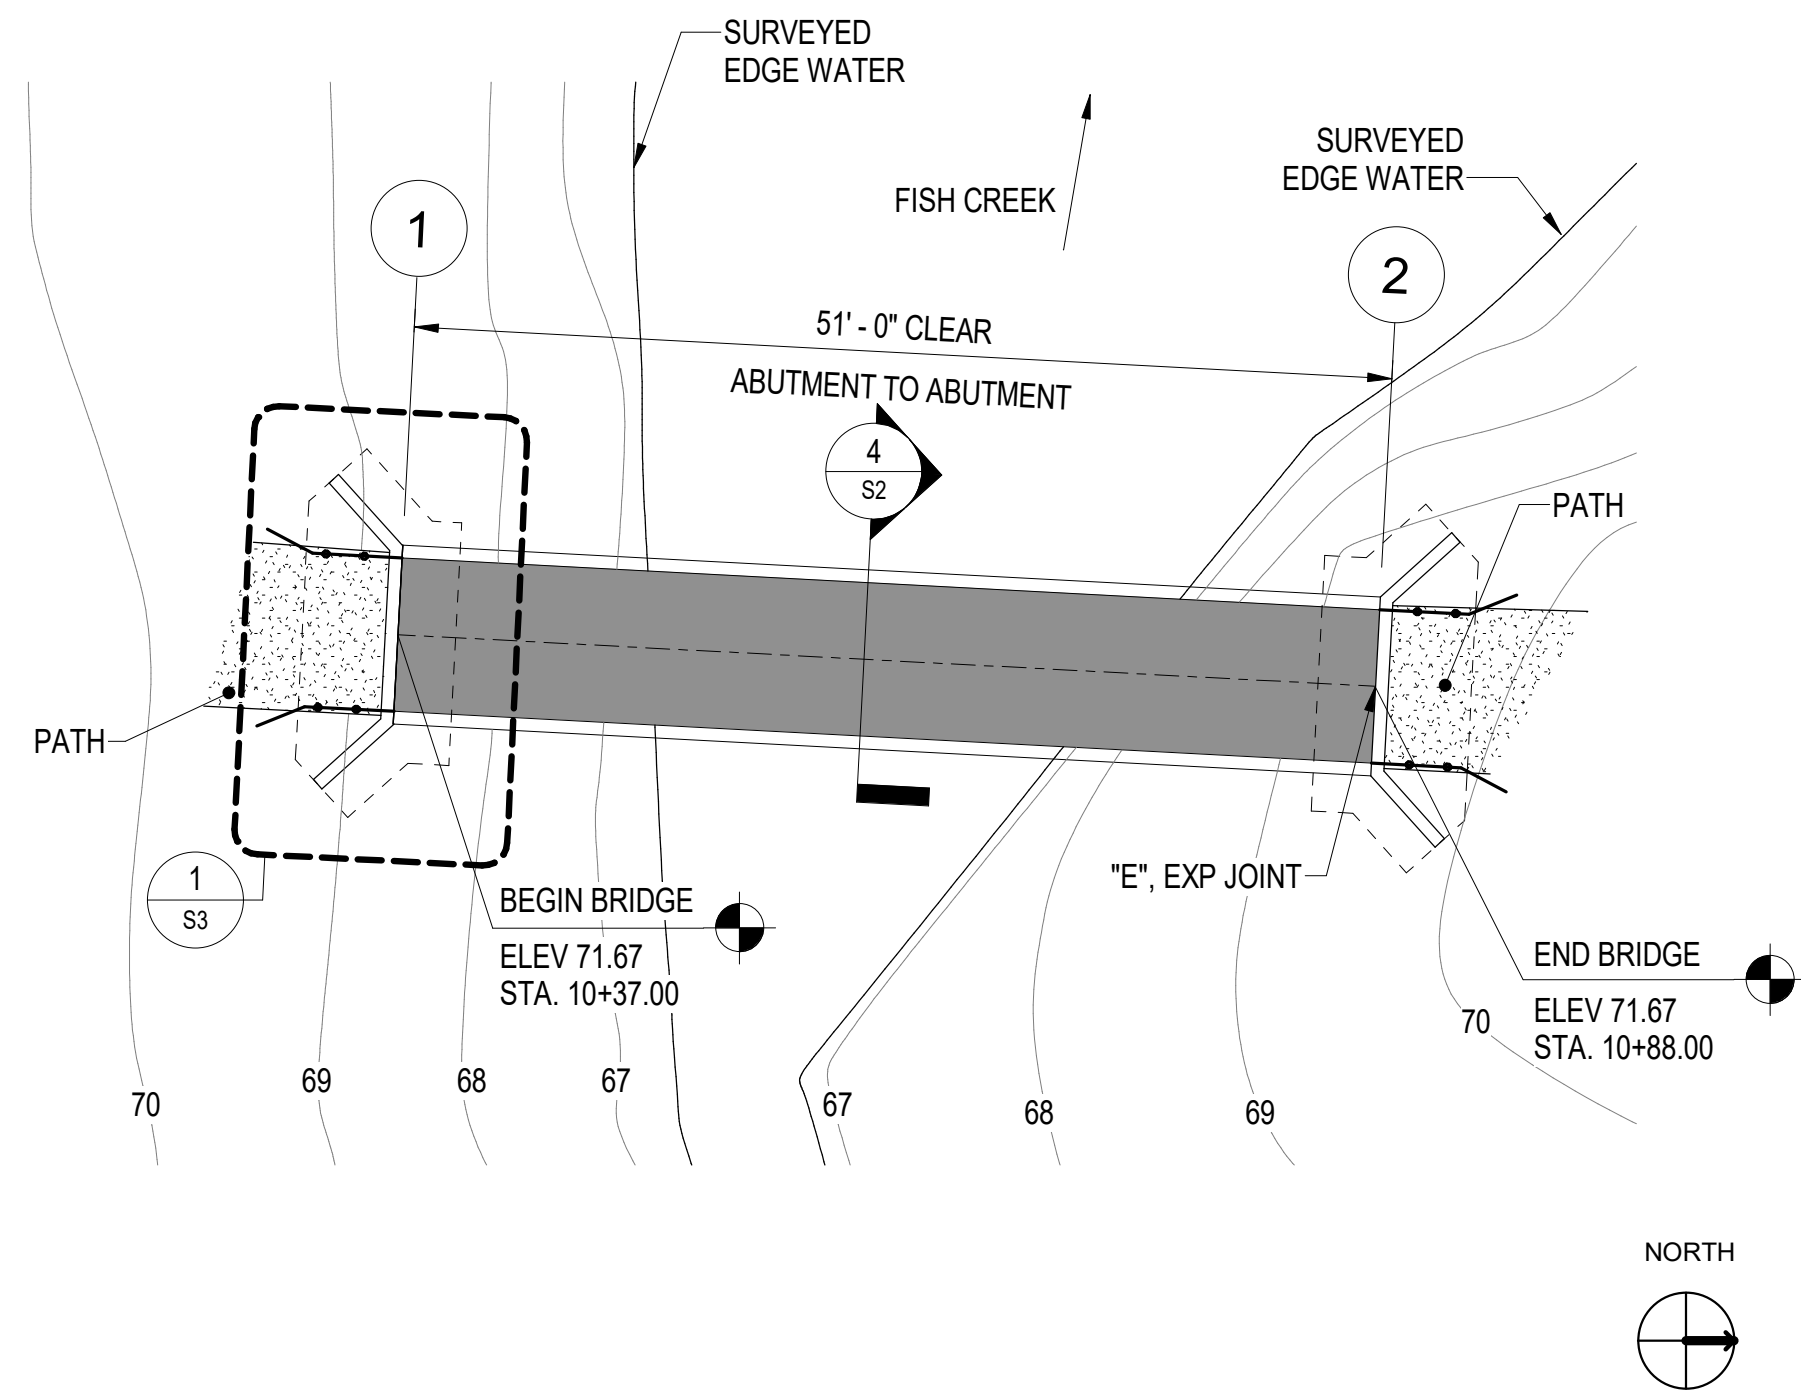 SURVEYED
EDGE WATER
SURVEYED
EDGE WATER
FISH CREEK
1
2
51' - 0" CLEAR
ABUTMENT TO ABUTMENT
4
S2
PATH
PATH
"E", EXP JOINT
1
S3
BEGIN BRIDGE
ELEV 71.67
STA. 10+37.00
END BRIDGE
ELEV 71.67
STA. 10+88.00
70
69
68
67
67
68
69
70
NORTH